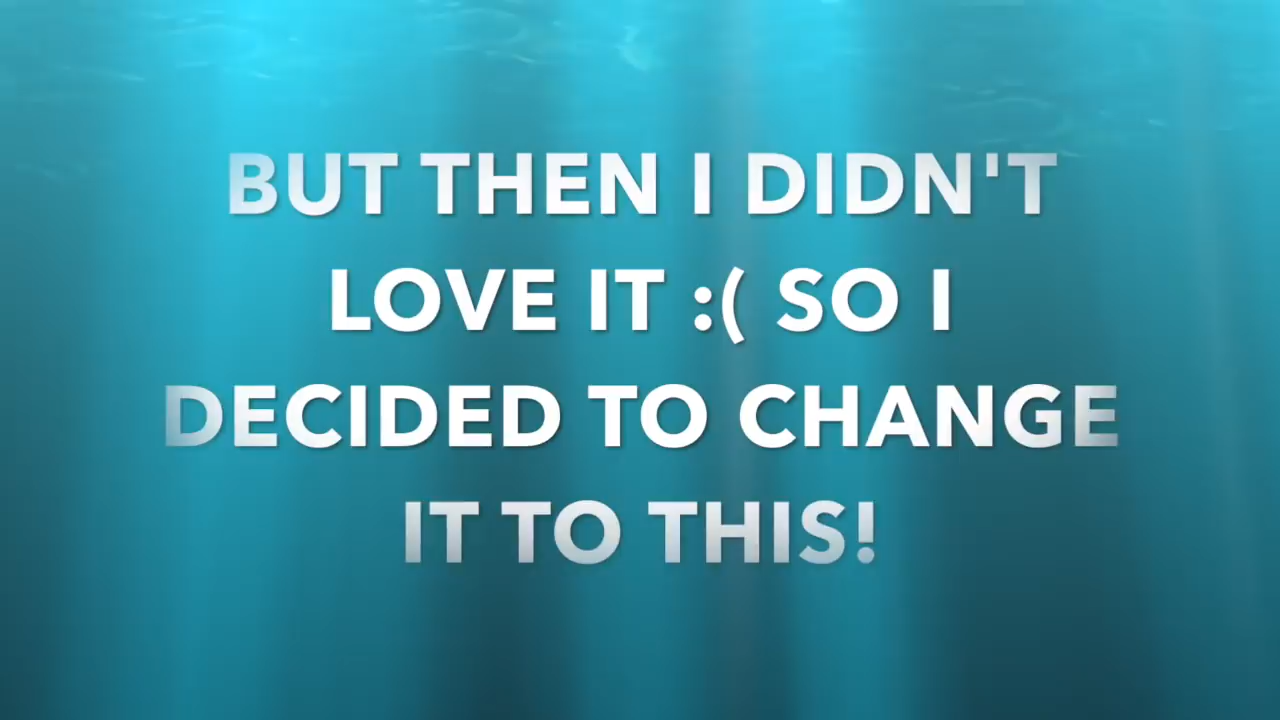 BUT THEN I DIDN'T
LOVE IT :( SO I
DECIDED TO CHANGE
IT TO THIS!